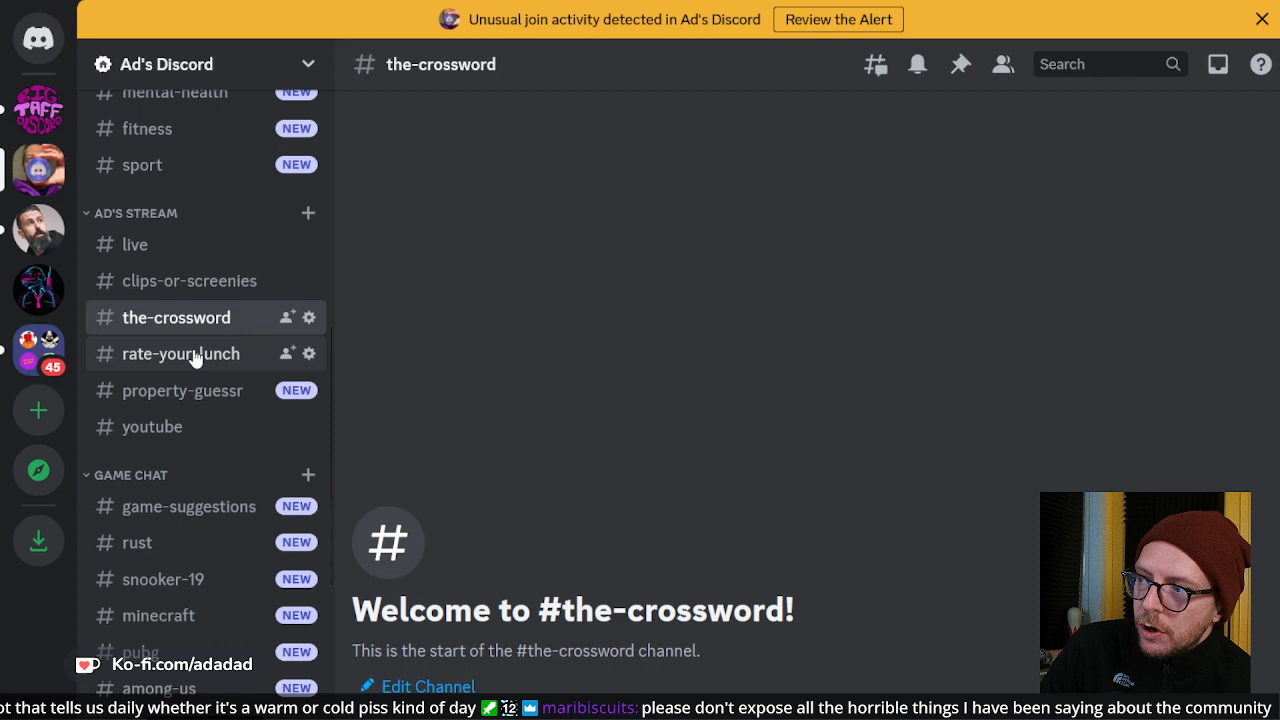 Unusual join activity detected in Ad's Discord
Review the Alert
Ad's Discord
the-crossword
Search
mental-health NEW
fitness NEW
sport NEW
AD'S STREAM
live
clips-or-screenies
the-crossword
rate-your-lunch
property-guessr NEW
youtube
45
GAME CHAT
game-suggestions NEW
rust NEW
snooker-19 NEW
minecraft NEW
pubg NEW
among-us NEW
Welcome to #the-crossword!
This is the start of the #the-crossword channel.
Edit Channel
Ko-fi.com/adadad
ot that tells us daily whether it's a warm or cold piss kind of day 12 maribiscuits: please don't expose all the horrible things I have been saying about the community